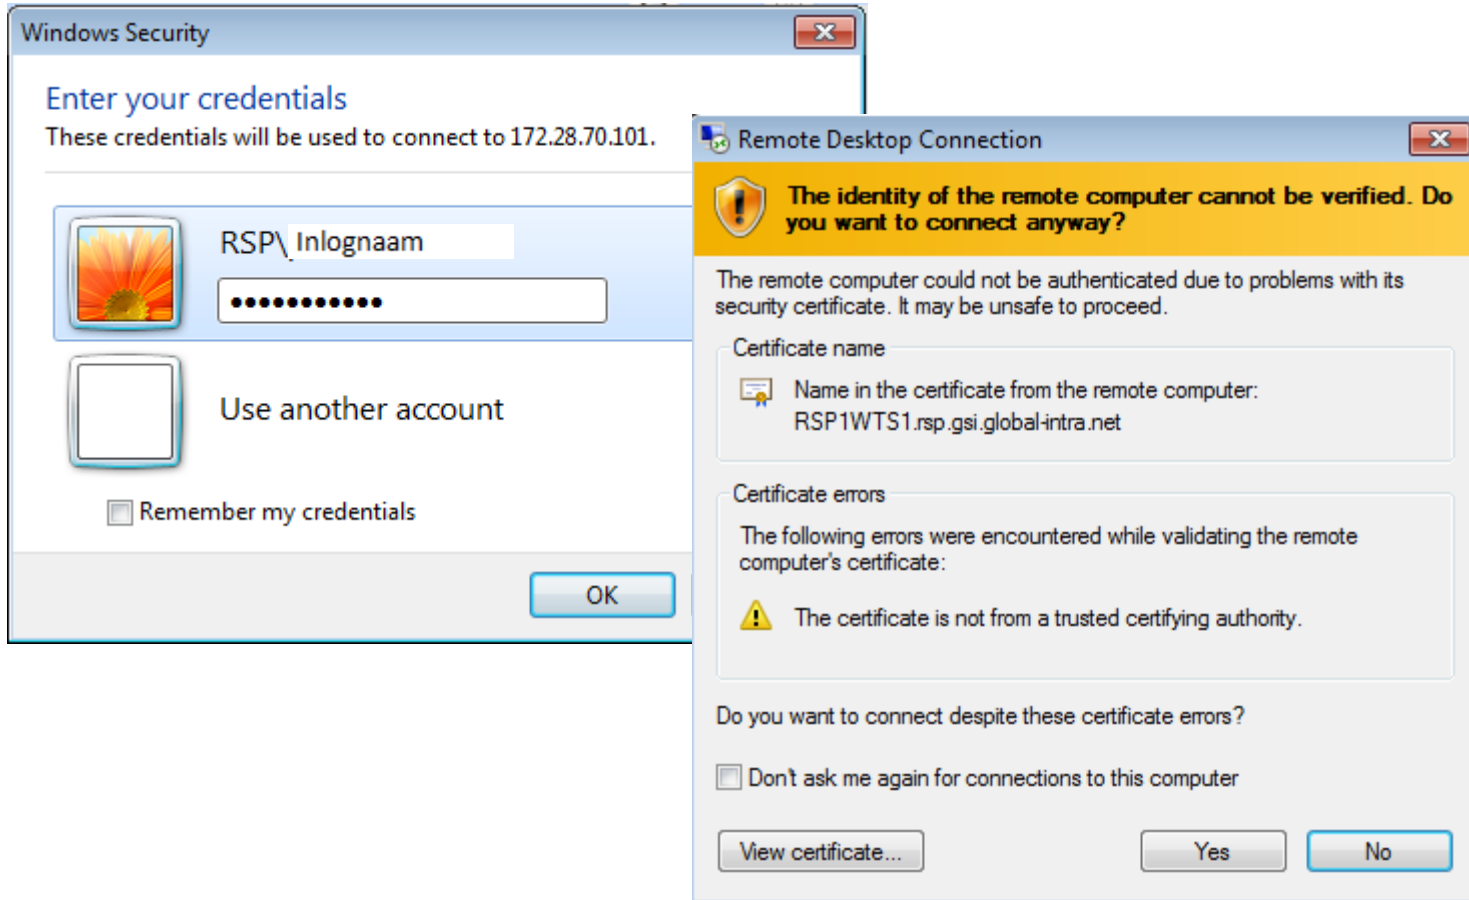 Windows Security
Enter your credentials
These credentials will be used to connect to 172.28.70.101.
RSP\ Inlognaam
●●●●●●●●●●●
Use another account
Remember my credentials
OK
Remote Desktop Connection
The identity of the remote computer cannot be verified. Do
you want to connect anyway?
The remote computer could not be authenticated due to problems with its
security certificate. It may be unsafe to proceed.
Certificate name
Name in the certificate from the remote computer:
RSP1WTS1.rsp.gsi.global-intra.net
Certificate errors
The following errors were encountered while validating the remote
computer's certificate:
The certificate is not from a trusted certifying authority.
Do you want to connect despite these certificate errors?
Don't ask me again for connections to this computer
View certificate...
Yes
No